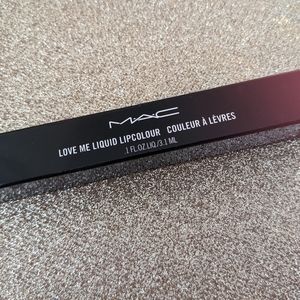 MAC
LOVE ME LIQUID LIPCOLOUR COULEUR À LÈVRES
.1 FL.OZ.LIQ./3.1 ML